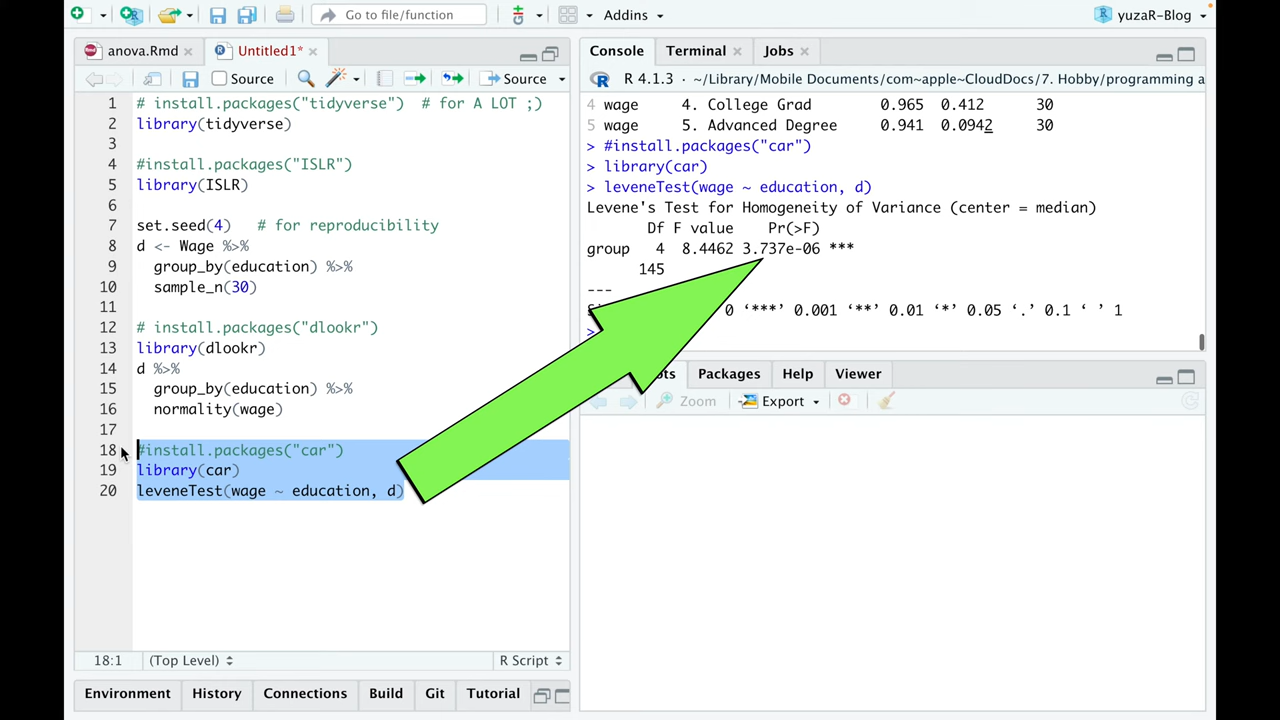 Go to file/function
Addins
yuzaR-Blog
anova.Rmd
Untitled1*
Source
Source
1 # install.packages("tidyverse")  # for A LOT ;)
2 library(tidyverse)
3
4 #install.packages("ISLR")
5 library(ISLR)
6
7 set.seed(4)   # for reproducibility
8 d <- Wage %>%
9   group_by(education) %>%
10   sample_n(30)
11
12 # install.packages("dlookr")
13 library(dlookr)
14 d %>%
15   group_by(education) %>%
16   normality(wage)
17
18 #install.packages("car")
19 library(car)
20 leveneTest(wage ~ education, d)
18:1 (Top Level) R Script
Environment History Connections Build Git Tutorial
Console Terminal Jobs
R 4.1.3 · ~/Library/Mobile Documents/com~apple~CloudDocs/7. Hobby/programming a
4 wage 4. College Grad 0.965 0.412 30
5 wage 5. Advanced Degree 0.941 0.0942 30
> #install.packages("car")
> library(car)
> leveneTest(wage ~ education, d)
Levene's Test for Homogeneity of Variance (center = median)
Df F value Pr(>F)
group 4 8.4462 3.737e-06 ***
145
---
0 ‘***’ 0.001 ‘**’ 0.01 ‘*’ 0.05 ‘.’ 0.1 ‘ ’ 1
>
Packages Help Viewer
Zoom Export